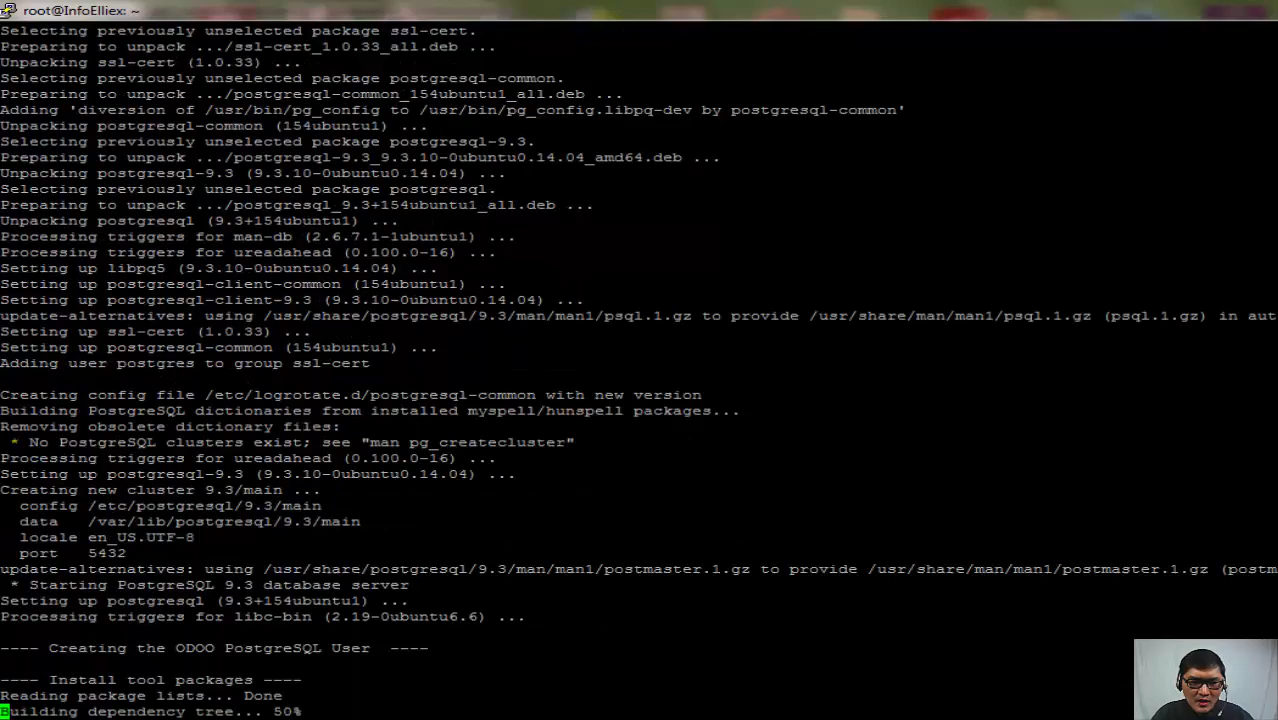 root@InfoElliex: ~
Selecting previously unselected package ssl-cert.
Preparing to unpack .../ssl-cert_1.0.33_all.deb ...
Unpacking ssl-cert (1.0.33) ...
Selecting previously unselected package postgresql-common.
Preparing to unpack .../postgresql-common_154ubuntu1_all.deb ...
Adding 'diversion of /usr/bin/pg_config to /usr/bin/pg_config.libpq-dev by postgresql-common'
Unpacking postgresql-common (154ubuntu1) ...
Selecting previously unselected package postgresql-9.3.
Preparing to unpack .../postgresql-9.3_9.3.10-0ubuntu0.14.04_amd64.deb ...
Unpacking postgresql-9.3 (9.3.10-0ubuntu0.14.04) ...
Selecting previously unselected package postgresql.
Preparing to unpack .../postgresql_9.3+154ubuntu1_all.deb ...
Unpacking postgresql (9.3+154ubuntu1) ...
Processing triggers for man-db (2.6.7.1-1ubuntu1) ...
Processing triggers for ureadahead (0.100.0-16) ...
Setting up libpq5 (9.3.10-0ubuntu0.14.04) ...
Setting up postgresql-client-common (154ubuntu1) ...
Setting up postgresql-client-9.3 (9.3.10-0ubuntu0.14.04) ...
update-alternatives: using /usr/share/postgresql/9.3/man/man1/psql.1.gz to provide /usr/share/man/man1/psql.1.gz (psql.1.gz) in aut
Setting up ssl-cert (1.0.33) ...
Setting up postgresql-common (154ubuntu1) ...
Adding user postgres to group ssl-cert
Creating config file /etc/logrotate.d/postgresql-common with new version
Building PostgreSQL dictionaries from installed myspell/hunspell packages...
Removing obsolete dictionary files:
* No PostgreSQL clusters exist; see "man pg_createcluster"
Processing triggers for ureadahead (0.100.0-16) ...
Setting up postgresql-9.3 (9.3.10-0ubuntu0.14.04) ...
Creating new cluster 9.3/main ...
config /etc/postgresql/9.3/main
data /var/lib/postgresql/9.3/main
locale en_US.UTF-8
port 5432
update-alternatives: using /usr/share/postgresql/9.3/man/man1/postmaster.1.gz to provide /usr/share/man/man1/postmaster.1.gz (postm
* Starting PostgreSQL 9.3 database server
Setting up postgresql (9.3+154ubuntu1) ...
Processing triggers for libc-bin (2.19-0ubuntu6.6) ...
---- Creating the ODOO PostgreSQL User ----
---- Install tool packages ----
Reading package lists... Done
Building dependency tree... 50%